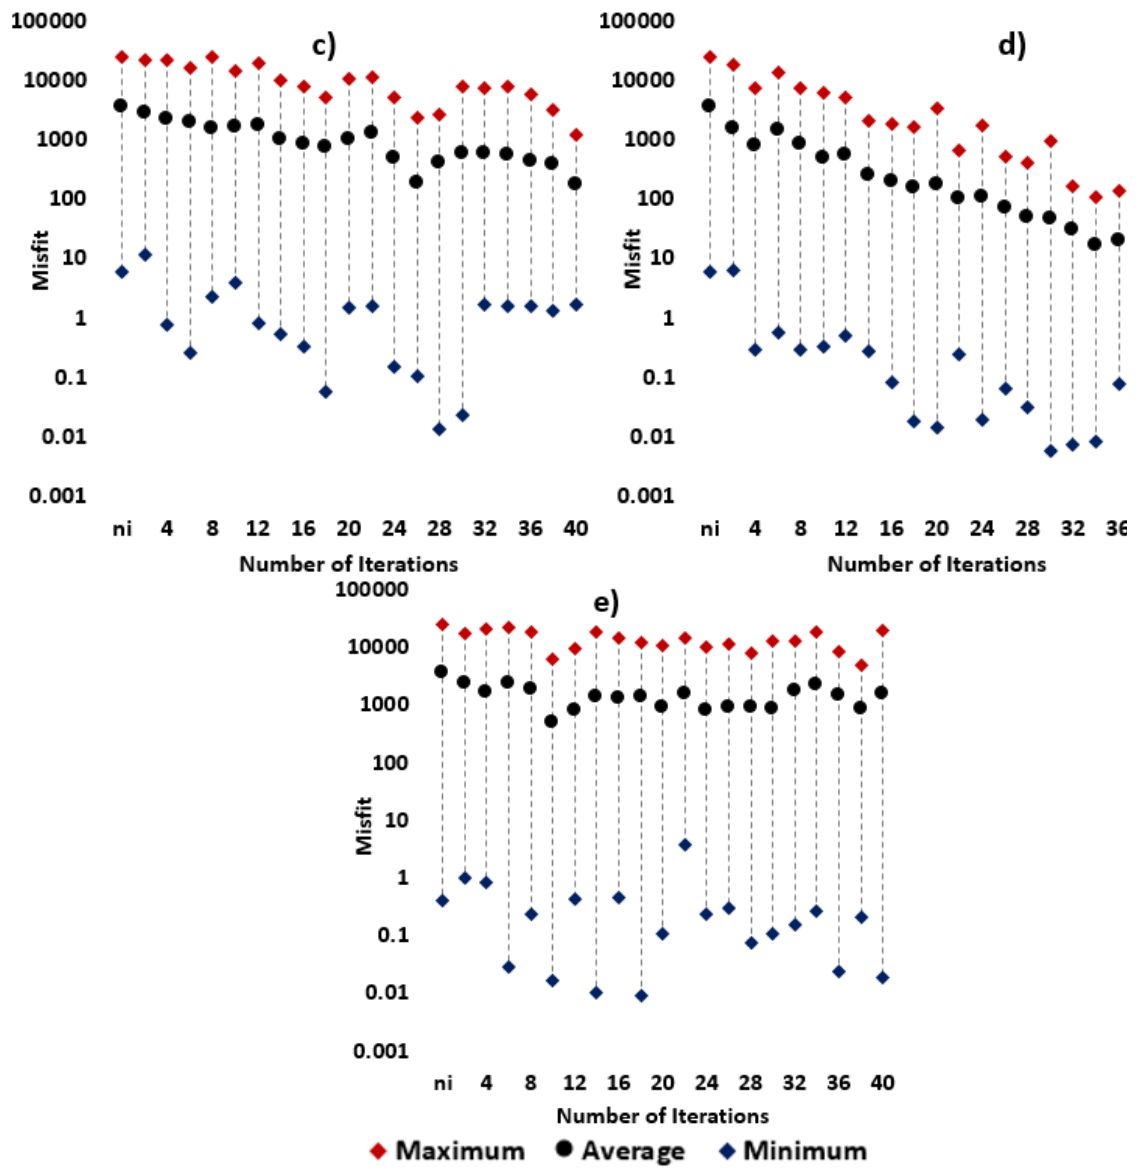 c)
100000
10000
1000
100
10
1
0.1
0.01
0.001
Misfit
ni 4 8 12 16 20 24 28 32 36 40
Number of Iterations
d)
100000
10000
1000
100
10
1
0.1
0.01
0.001
Misfit
ni 4 8 12 16 20 24 28 32 36
Number of Iterations
e)
100000
10000
1000
100
10
1
0.1
0.01
0.001
Misfit
ni 4 8 12 16 20 24 28 32 36 40
Number of Iterations
Maximum Average Minimum